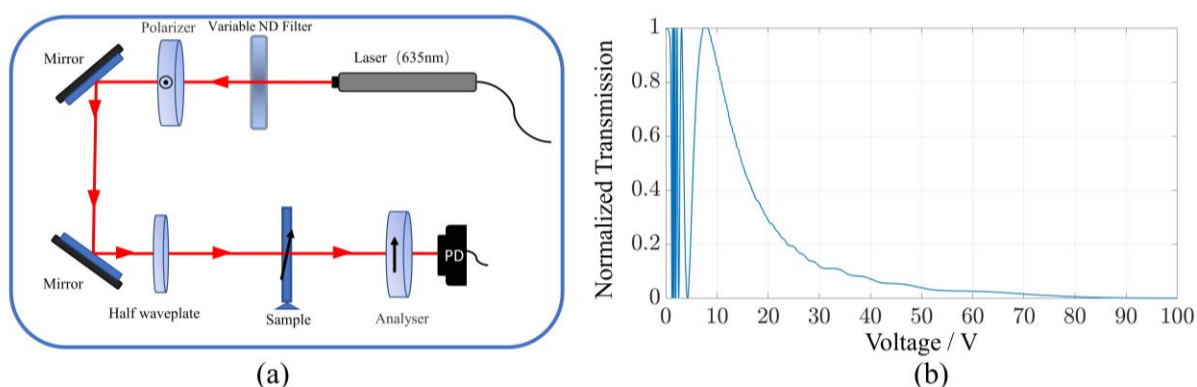 Polarizer
Variable ND Filter
Mirror
Laser（635nm）
PD
Mirror
Half waveplate
Sample
Analyser
(a)
Normalized Transmission
1
0.8
0.6
0.4
0.2
0
0 10 20 30 40 50 60 70 80 90 100
Voltage / V
(b)